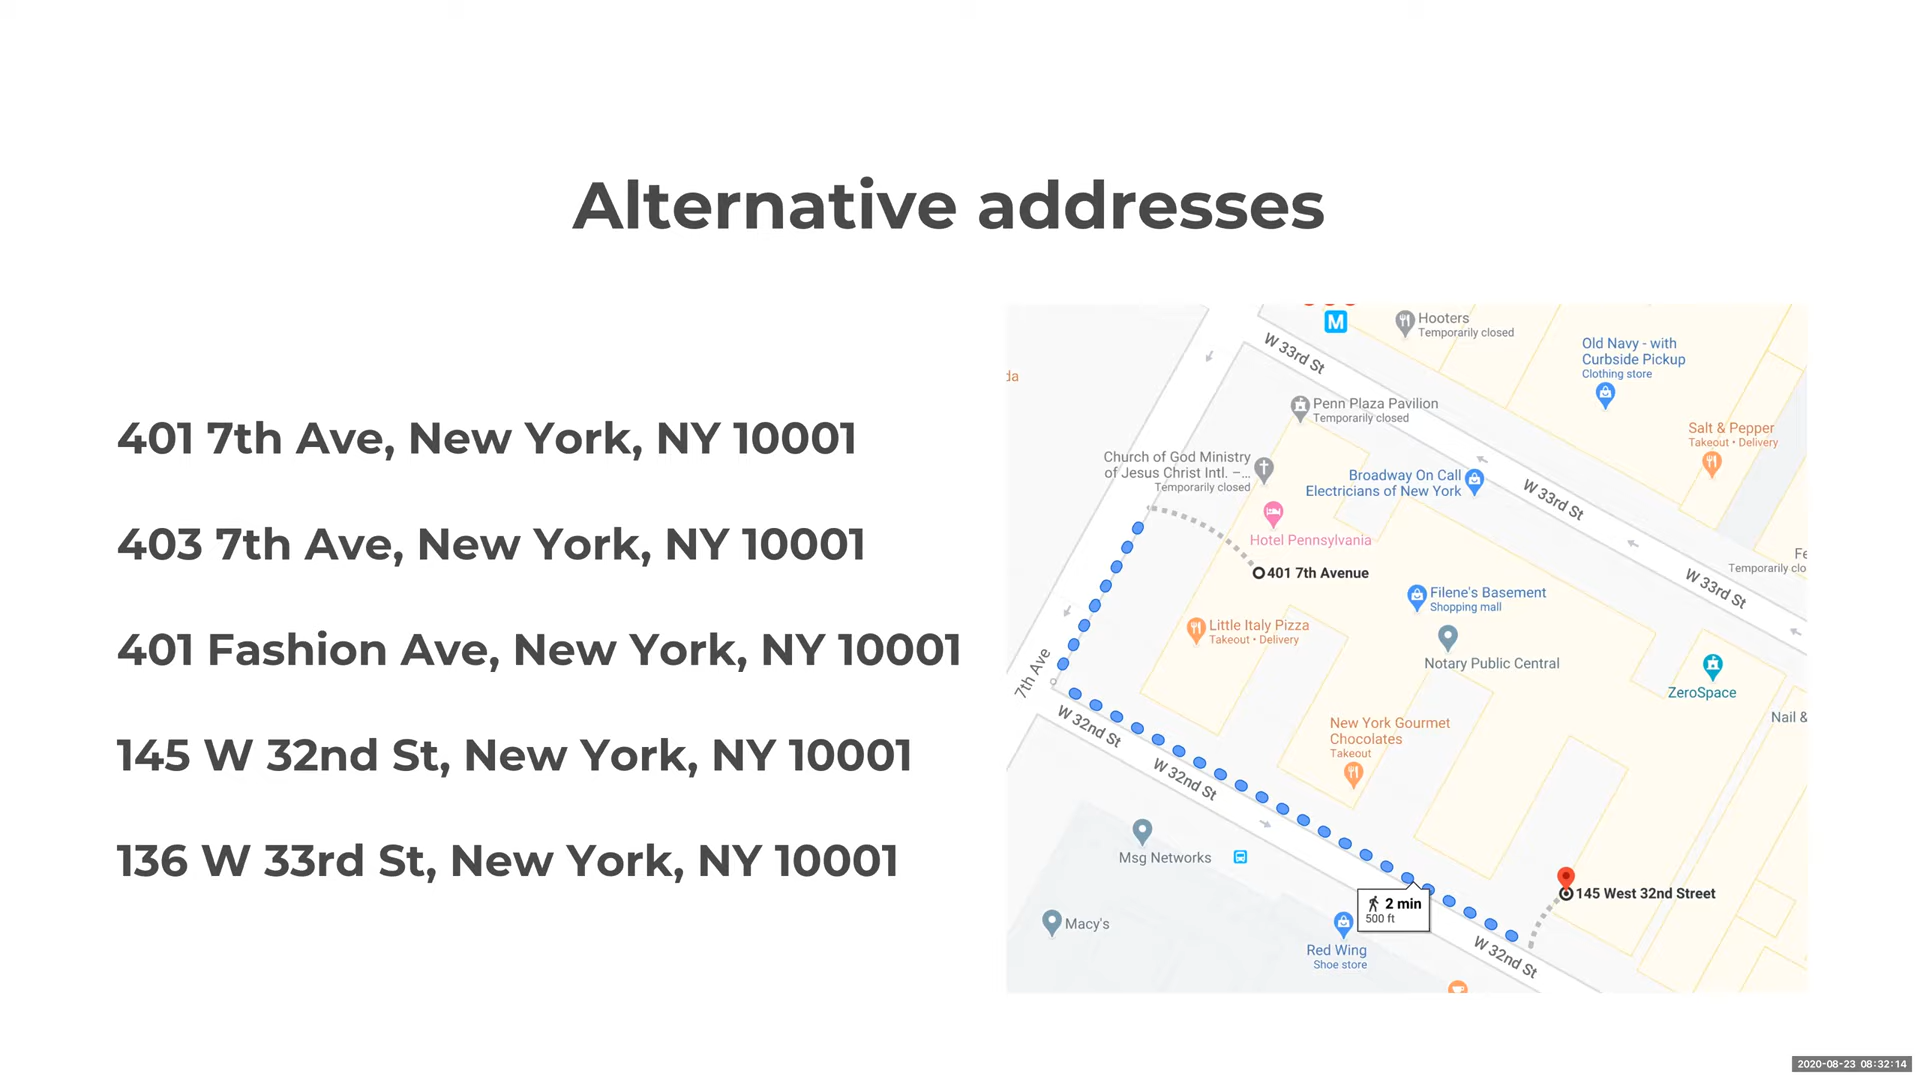 Alternative addresses
401 7th Ave, New York, NY 10001
403 7th Ave, New York, NY 10001
401 Fashion Ave, New York, NY 10001
145 W 32nd St, New York, NY 10001
136 W 33rd St, New York, NY 10001
M
Hooters
Temporarily closed
W 33rd St
Old Navy - with
Curbside Pickup
Clothing store
da
Penn Plaza Pavilion
Temporarily closed
Salt & Pepper
Takeout • Delivery
Church of God Ministry
of Jesus Christ Intl. –...
Temporarily closed
Broadway On Call
Electricians of New York
W 33rd St
Hotel Pennsylvania
401 7th Avenue
Fe
Temporarily clo
W 33rd St
Filene's Basement
Shopping mall
Little Italy Pizza
Takeout • Delivery
Notary Public Central
7th Ave
ZeroSpace
W 32nd St
Nail &
New York Gourmet
Chocolates
Takeout
W 32nd St
Msg Networks
145 West 32nd Street
2 min
500 ft
Macy's
Red Wing
Shoe store
W 32nd St
2020-08-23 08:32:14